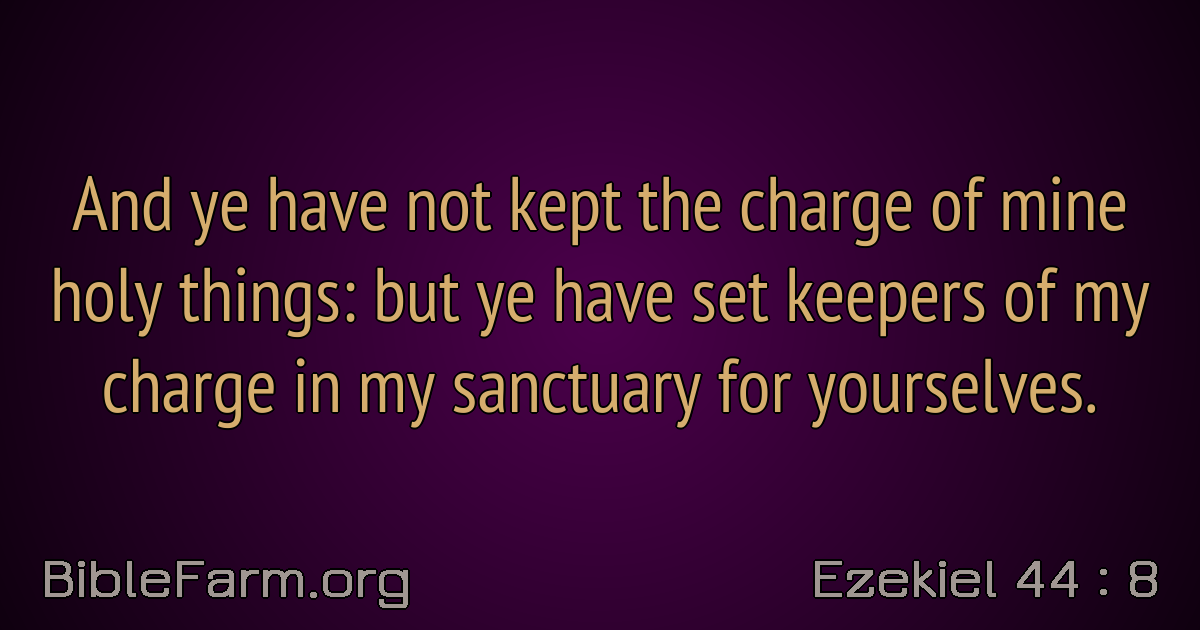 And ye have not kept the charge of mine
holy things: but ye have set keepers of my
charge in my sanctuary for yourselves.
BibleFarm.org
Ezekiel 44 : 8